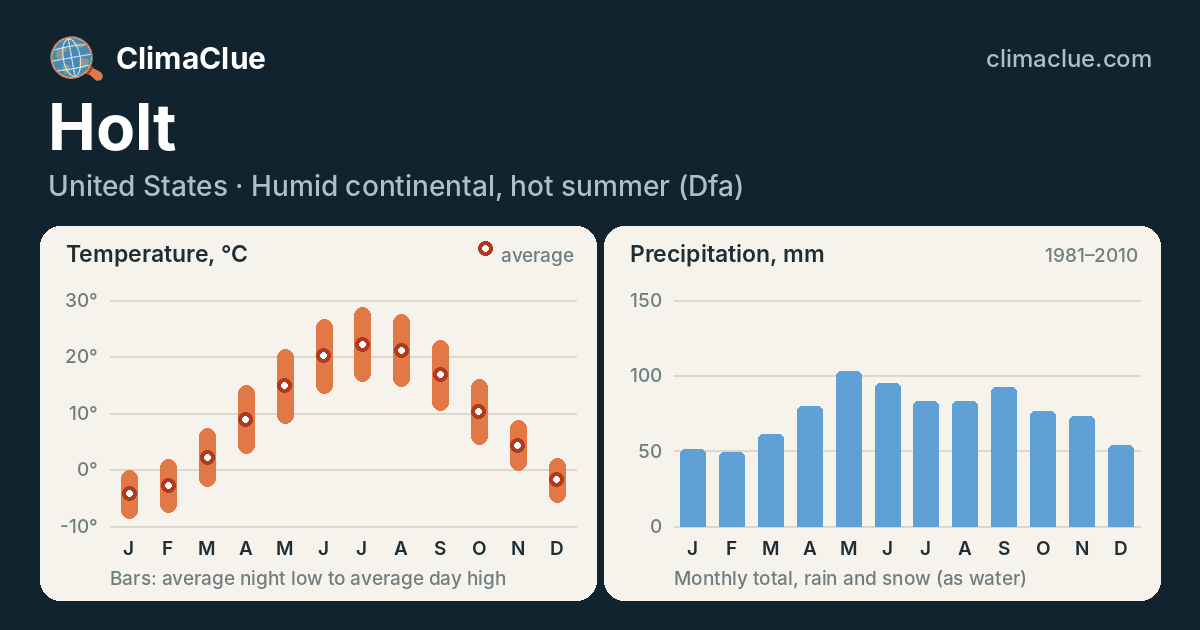 ClimaClue
climaclue.com
Holt
United States · Humid continental, hot summer (Dfa)
Temperature, °C
average
30°
20°
10°
0°
-10°
J F M A M J J A S O N D
Bars: average night low to average day high
Precipitation, mm
1981–2010
150
100
50
0
J F M A M J J A S O N D
Monthly total, rain and snow (as water)